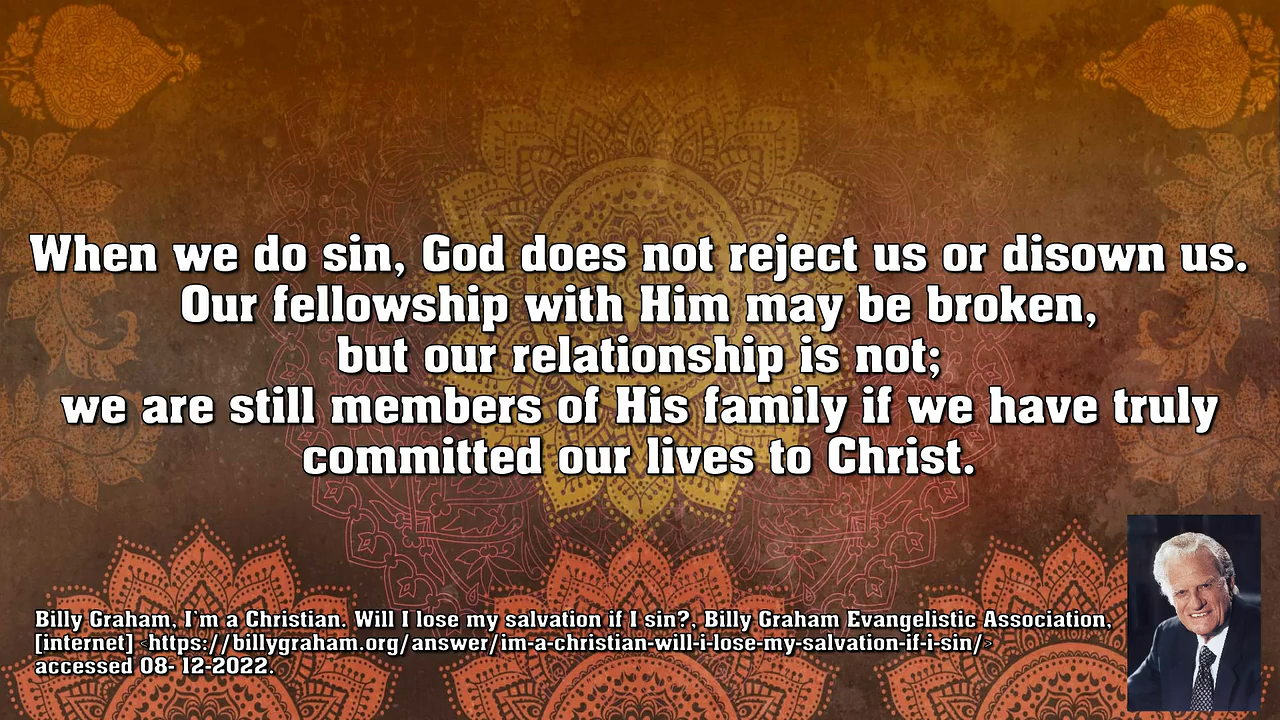 When we do sin, God does not reject us or disown us.
Our fellowship with Him may be broken,
but our relationship is not;
we are still members of His family if we have truly
committed our lives to Christ.
Billy Graham, I'm a Christian. Will I lose my salvation if I sin?, Billy Graham Evangelistic Association,
[internet] <https://billygraham.org/answer/im-a-christian-will-i-lose-my-salvation-if-i-sin/>
accessed 08- 12-2022.